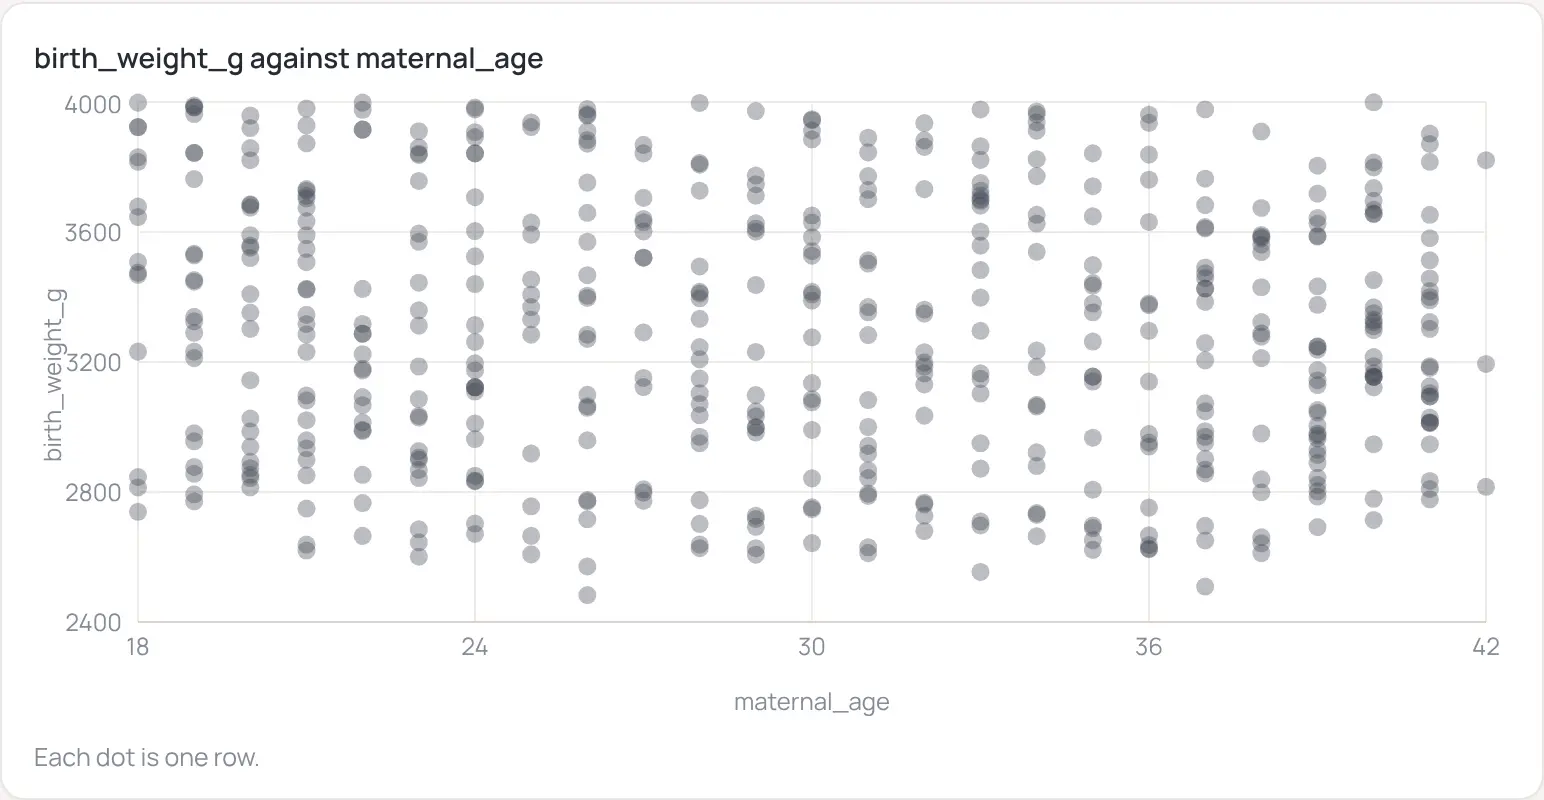 birth_weight_g against maternal_age
4000
3600
3200
2800
2400
birth_weight_g
18 24 30 36 42
maternal_age
Each dot is one row.